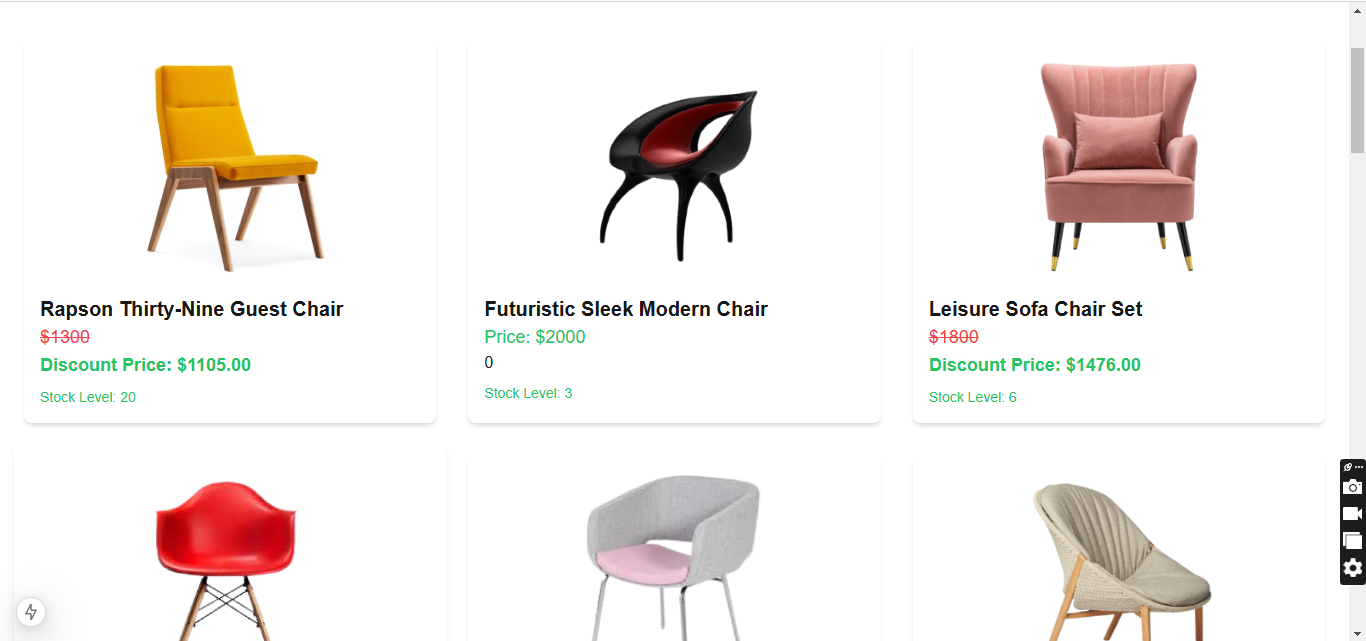 Rapson Thirty-Nine Guest Chair
$1300
Discount Price: $1105.00
Stock Level: 20
Futuristic Sleek Modern Chair
Price: $2000
0
Stock Level: 3
Leisure Sofa Chair Set
$1800
Discount Price: $1476.00
Stock Level: 6